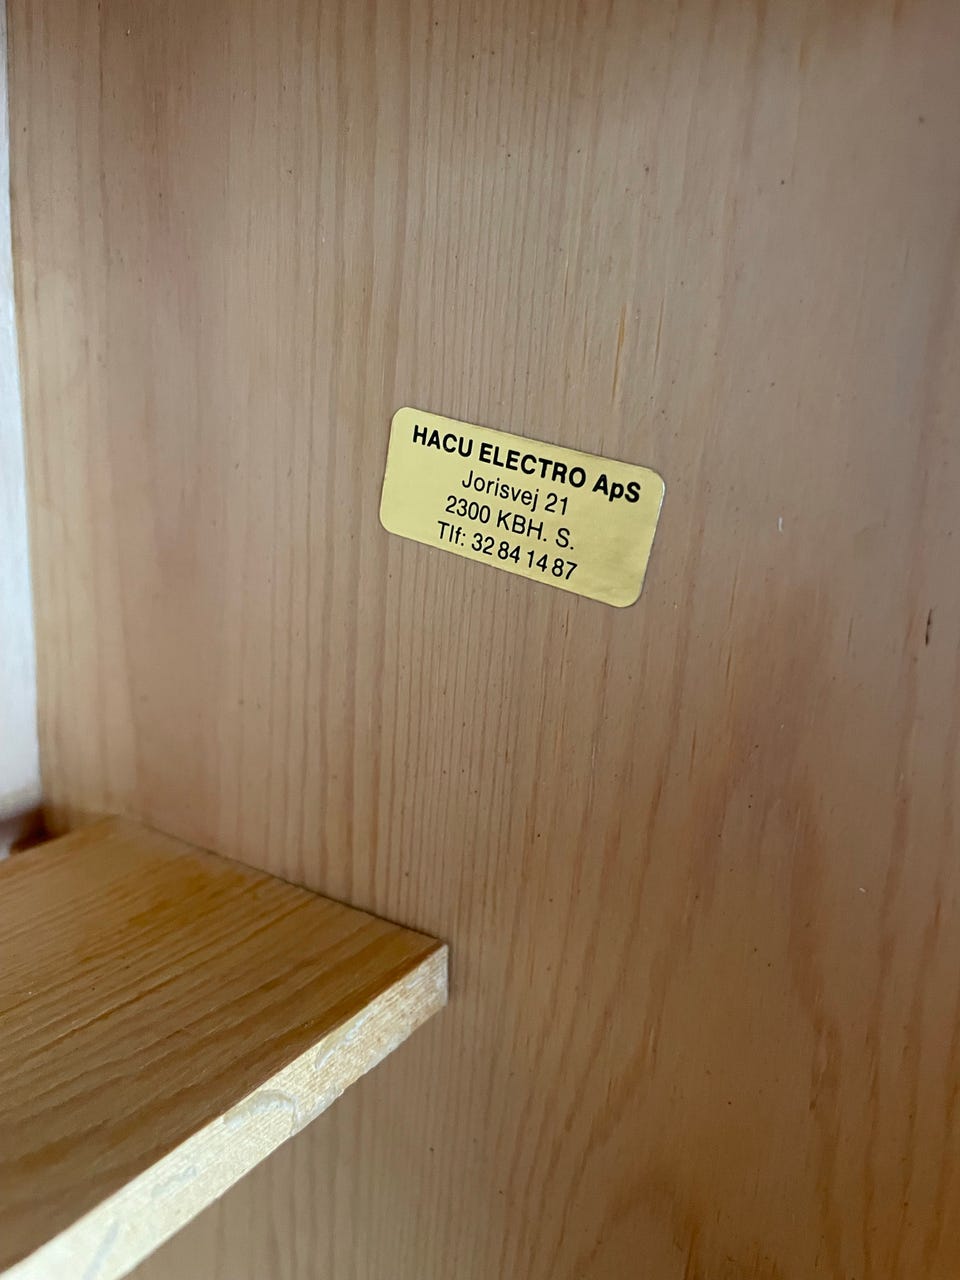 HACU ELECTRO ApS
Jorisvej 21
2300 KBH. S.
Tlf: 32 84 14 87